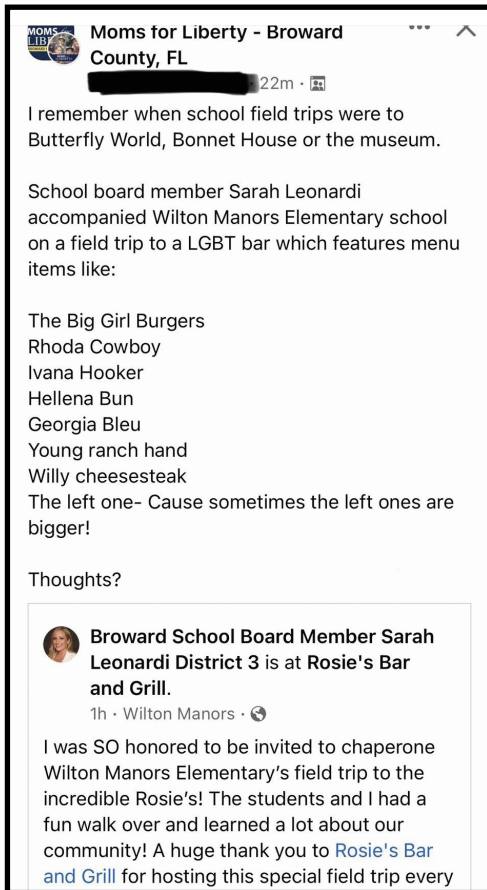 MOMS
LIB
Moms for Liberty - Broward
County, FL
22m ·
I remember when school field trips were to
Butterfly World, Bonnet House or the museum.
School board member Sarah Leonardi
accompanied Wilton Manors Elementary school
on a field trip to a LGBT bar which features menu
items like:
The Big Girl Burgers
Rhoda Cowboy
Ivana Hooker
Hellena Bun
Georgia Bleu
Young ranch hand
Willy cheesesteak
The left one- Cause sometimes the left ones are
bigger!
Thoughts?
Broward School Board Member Sarah
Leonardi District 3 is at Rosie's Bar
and Grill.
1h · Wilton Manors ·
I was SO honored to be invited to chaperone
Wilton Manors Elementary’s field trip to the
incredible Rosie’s! The students and I had a
fun walk over and learned a lot about our
community! A huge thank you to Rosie's Bar
and Grill for hosting this special field trip every